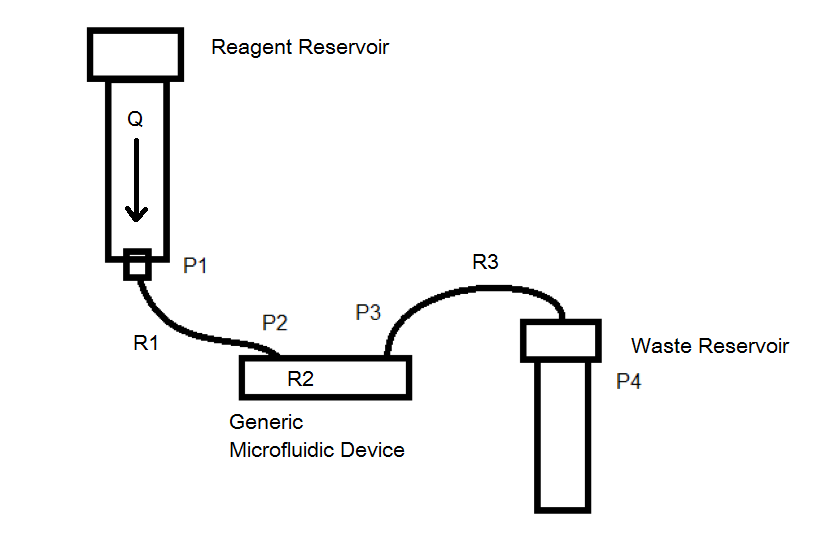 Reagent Reservoir
Q
P1
R3
P2
P3
R1
Waste Reservoir
R2
P4
Generic
Microfluidic Device